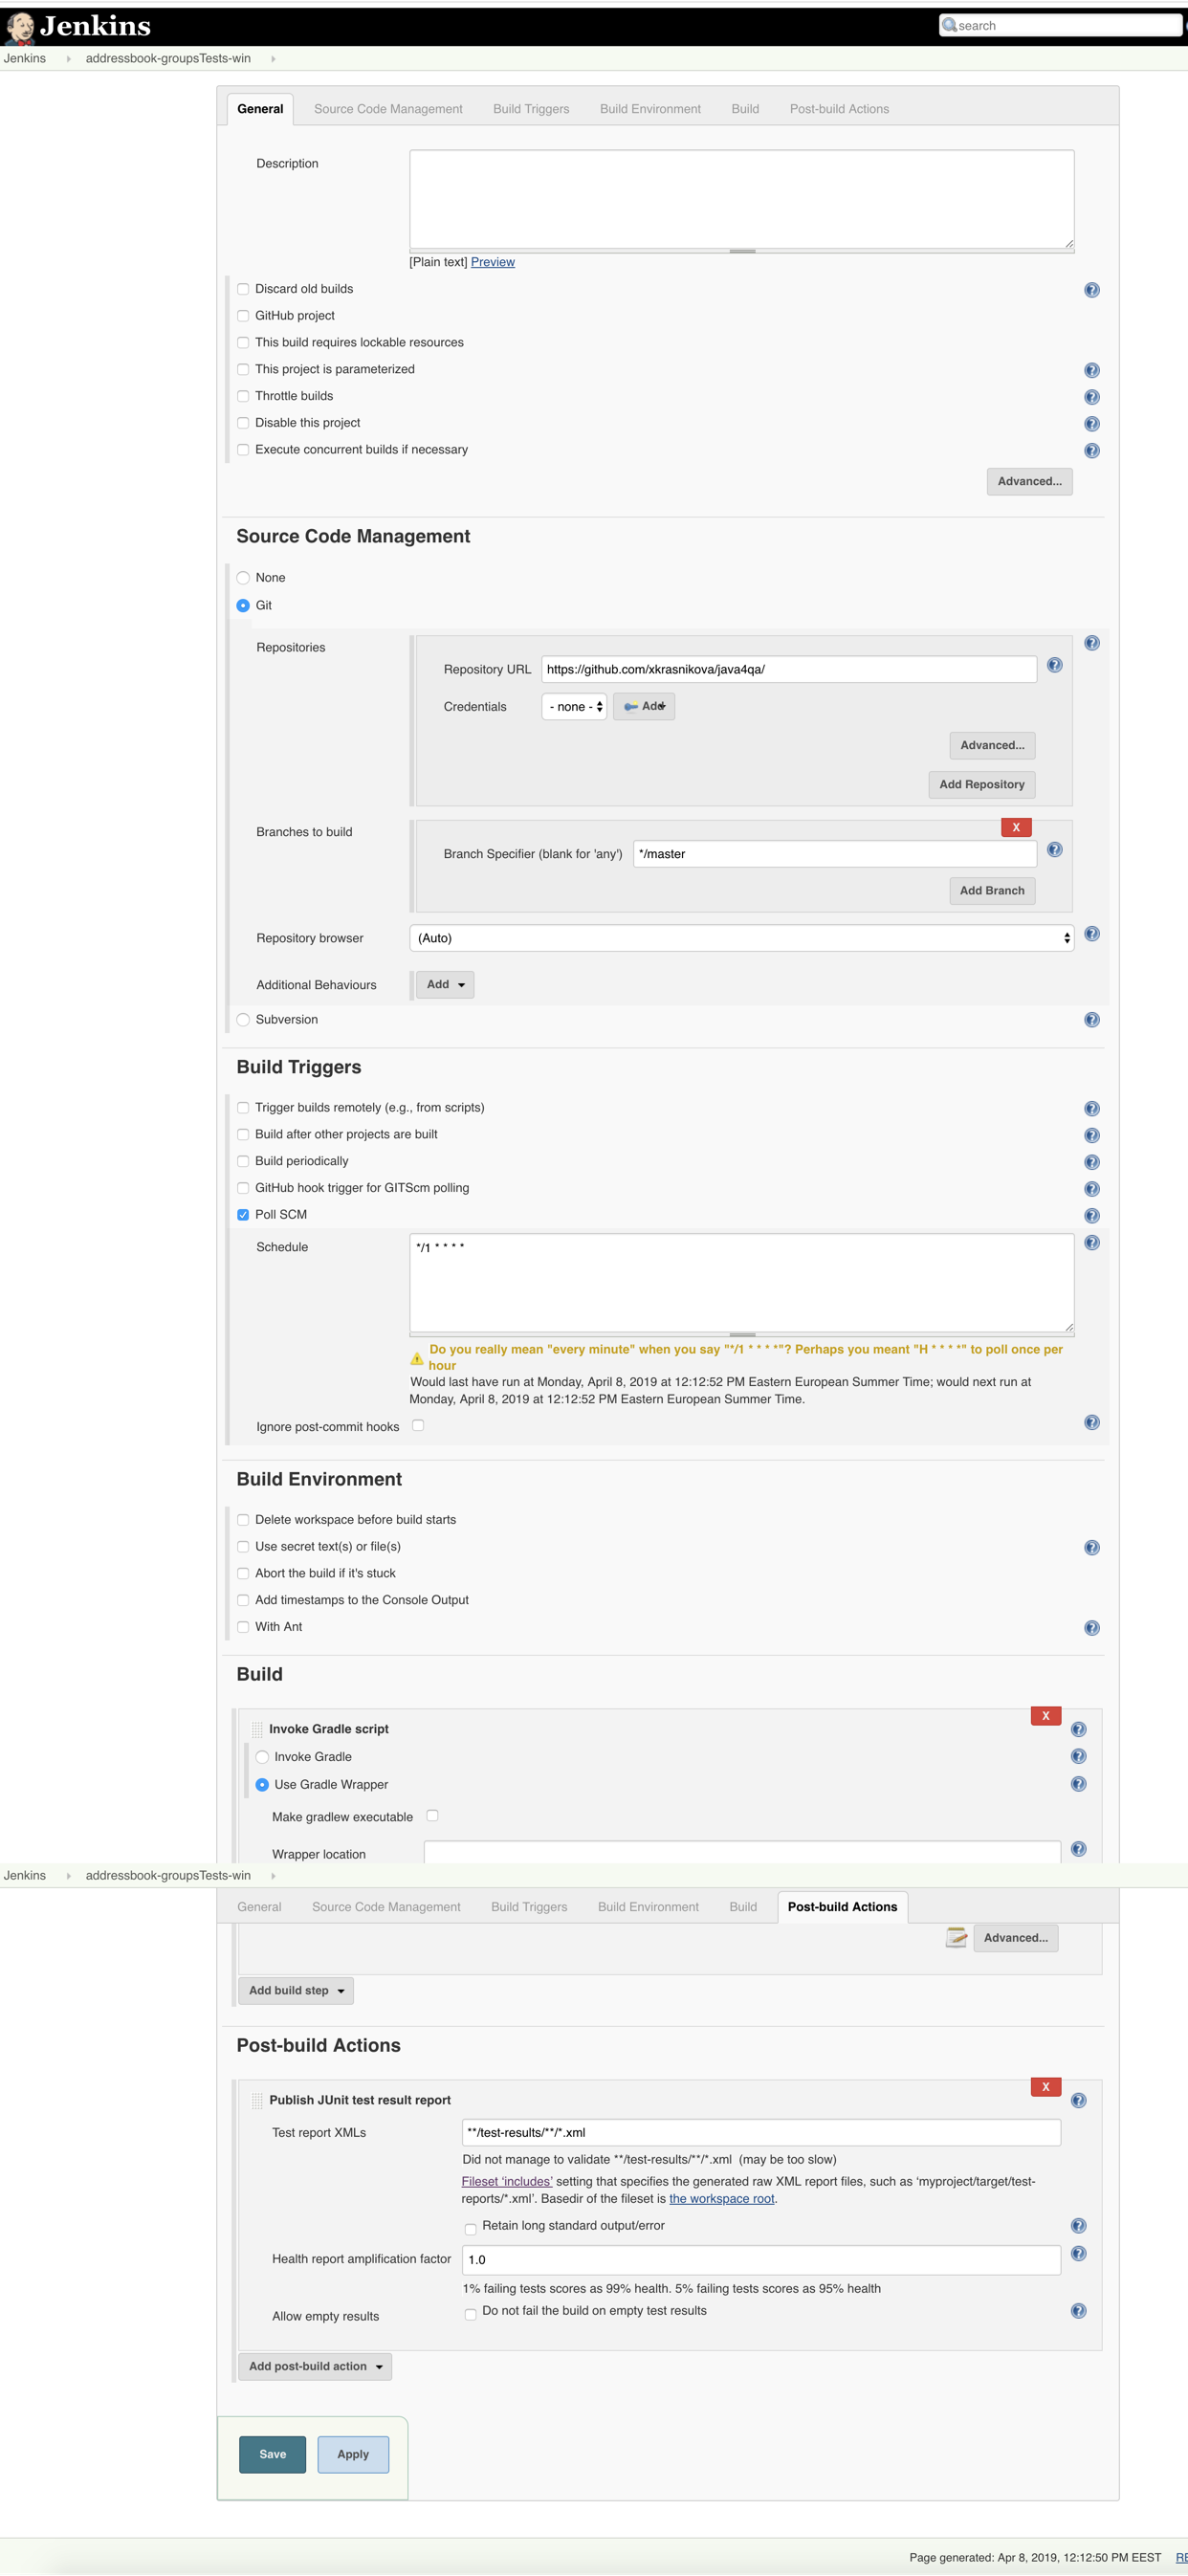 Jenkins
search
Jenkins
addressbook-groupsTests-win
General
Source Code Management
Build Triggers
Build Environment
Build
Post-build Actions
Description
[Plain text] Preview
Discard old builds
GitHub project
This build requires lockable resources
This project is parameterized
Throttle builds
Disable this project
Execute concurrent builds if necessary
Advanced...
Source Code Management
None
Git
Repositories
Repository URL
https://github.com/xkrasnikova/java4qa/
Credentials
- none -
Add
Advanced...
Add Repository
Branches to build
X
Branch Specifier (blank for 'any')
*/master
Add Branch
Repository browser
(Auto)
Additional Behaviours
Add
Subversion
Build Triggers
Trigger builds remotely (e.g., from scripts)
Build after other projects are built
Build periodically
GitHub hook trigger for GITScm polling
Poll SCM
Schedule
*/1 * * * *
Do you really mean "every minute" when you say "*/1 * * * *"? Perhaps you meant "H * * * *" to poll once per
hour
Would last have run at Monday, April 8, 2019 at 12:12:52 PM Eastern European Summer Time; would next run at
Monday, April 8, 2019 at 12:12:52 PM Eastern European Summer Time.
Ignore post-commit hooks
Build Environment
Delete workspace before build starts
Use secret text(s) or file(s)
Abort the build if it's stuck
Add timestamps to the Console Output
With Ant
Build
X
Invoke Gradle script
Invoke Gradle
Use Gradle Wrapper
Make gradlew executable
Wrapper location
Jenkins
addressbook-groupsTests-win
General
Source Code Management
Build Triggers
Build Environment
Build
Post-build Actions
Advanced...
Add build step
Post-build Actions
X
Publish JUnit test result report
Test report XMLs
**/test-results/**/*.xml
Did not manage to validate **/test-results/**/*.xml (may be too slow)
Fileset 'includes' setting that specifies the generated raw XML report files, such as 'myproject/target/test-
reports/*.xml'. Basedir of the fileset is the workspace root.
Retain long standard output/error
Health report amplification factor
1.0
1% failing tests scores as 99% health. 5% failing tests scores as 95% health
Allow empty results
Do not fail the build on empty test results
Add post-build action
Save
Apply
Page generated: Apr 8, 2019, 12:12:50 PM EEST